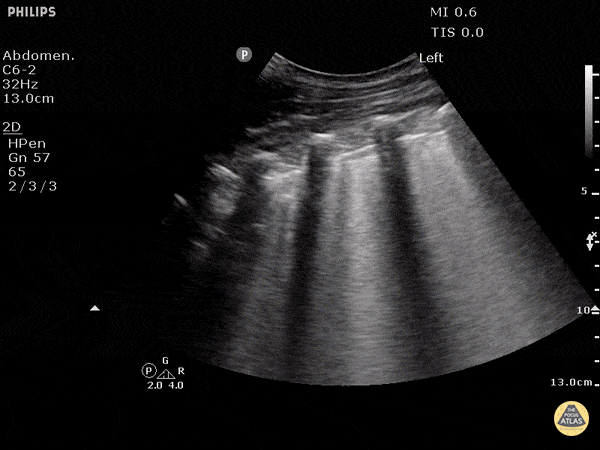 PHILIPS
MI 0.6
TIS 0.0
P
Left
Abdomen.
C6-2
32Hz
13.0cm
2D
HPen
Gn 57
65
2/3/3
5
x
10
G
P R
2.0 4.0
13.0cm
THE
POCUS
ATLAS